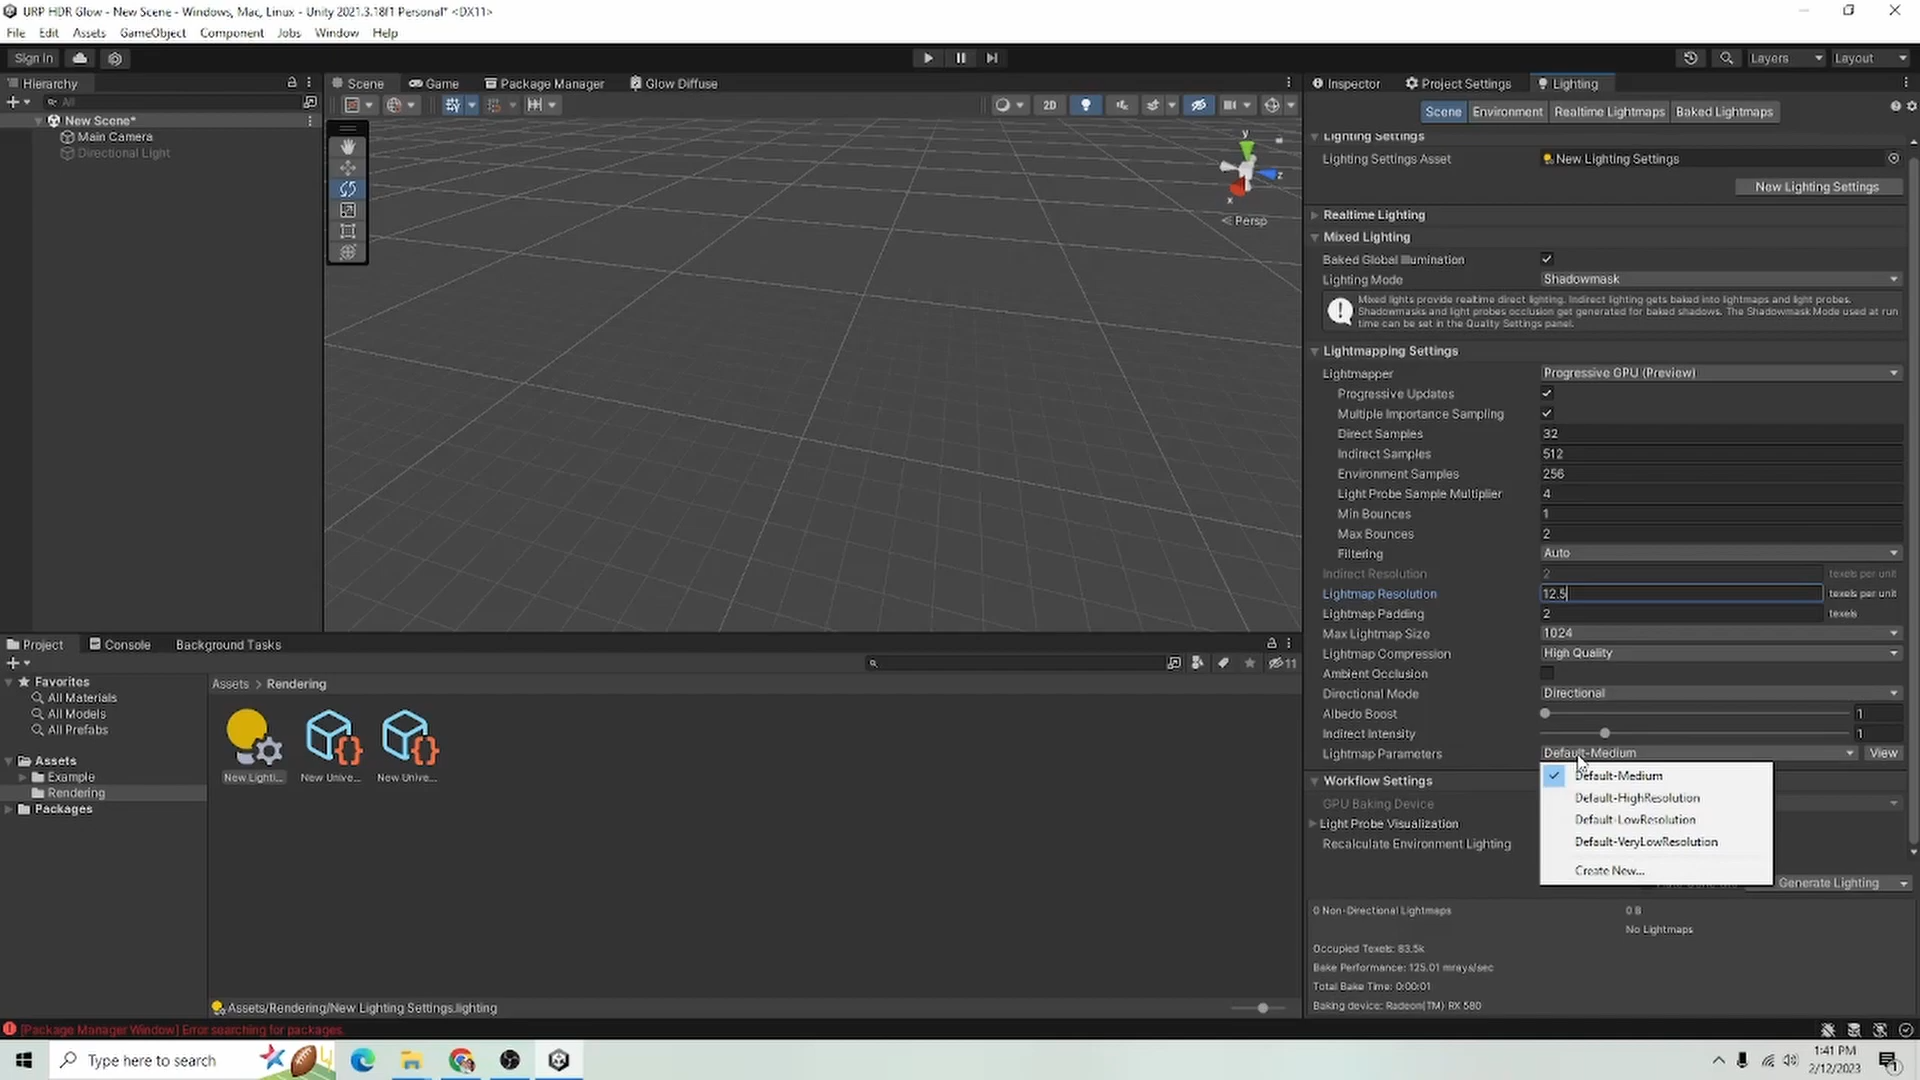 URP HDR Glow - New Scene - Windows, Mac, Linux - Unity 2021.3.18f1 Personal* <DX11>
File Edit Assets GameObject Component Jobs Window Help
Sign In
Layers
Layout
Hierarchy
Scene
Game
Package Manager
Glow Diffuse
Inspector
Project Settings
Lighting
All
2D
Scene
Environment
Realtime Lightmaps
Baked Lightmaps
New Scene*
Main Camera
Directional Light
y
z
x
< Persp
Lighting Settings
Lighting Settings Asset
New Lighting Settings
New Lighting Settings
Realtime Lighting
Mixed Lighting
Baked Global Illumination
Lighting Mode
Shadowmask
Mixed lights provide realtime direct lighting. Indirect lighting gets baked into lightmaps and light probes.
Shadowmasks and light probes occlusion get generated for baked shadows. The Shadowmask Mode used at run
time can be set in the Quality Settings panel.
Lightmapping Settings
Lightmapper
Progressive GPU (Preview)
Progressive Updates
Multiple Importance Sampling
Direct Samples
32
Indirect Samples
512
Environment Samples
256
Light Probe Sample Multiplier
4
Min Bounces
1
Max Bounces
2
Filtering
Auto
Indirect Resolution
2
texels per unit
Lightmap Resolution
12.5
texels per unit
Lightmap Padding
2
texels
Max Lightmap Size
1024
Lightmap Compression
High Quality
Ambient Occlusion
Directional Mode
Directional
Albedo Boost
1
Indirect Intensity
1
Lightmap Parameters
Default-Medium
View
Default-Medium
Default-HighResolution
Default-LowResolution
Default-VeryLowResolution
Create New...
Workflow Settings
GPU Baking Device
Light Probe Visualization
Recalculate Environment Lighting
Generate Lighting
0 Non-Directional Lightmaps
0 B
No Lightmaps
Occupied Texels: 83.5k
Bake Performance: 125.01 mrays/sec
Total Bake Time: 0:00:01
Baking device: Radeon(TM) RX 580
Project
Console
Background Tasks
11
Favorites
All Materials
All Models
All Prefabs
Assets
Example
Rendering
Packages
Assets > Rendering
New Lighti...
New Unive...
New Unive...
Assets/Rendering/New Lighting Settings.lighting
[Package Manager Window] Error searching for packages.
Type here to search
1:41 PM
2/12/2023
1